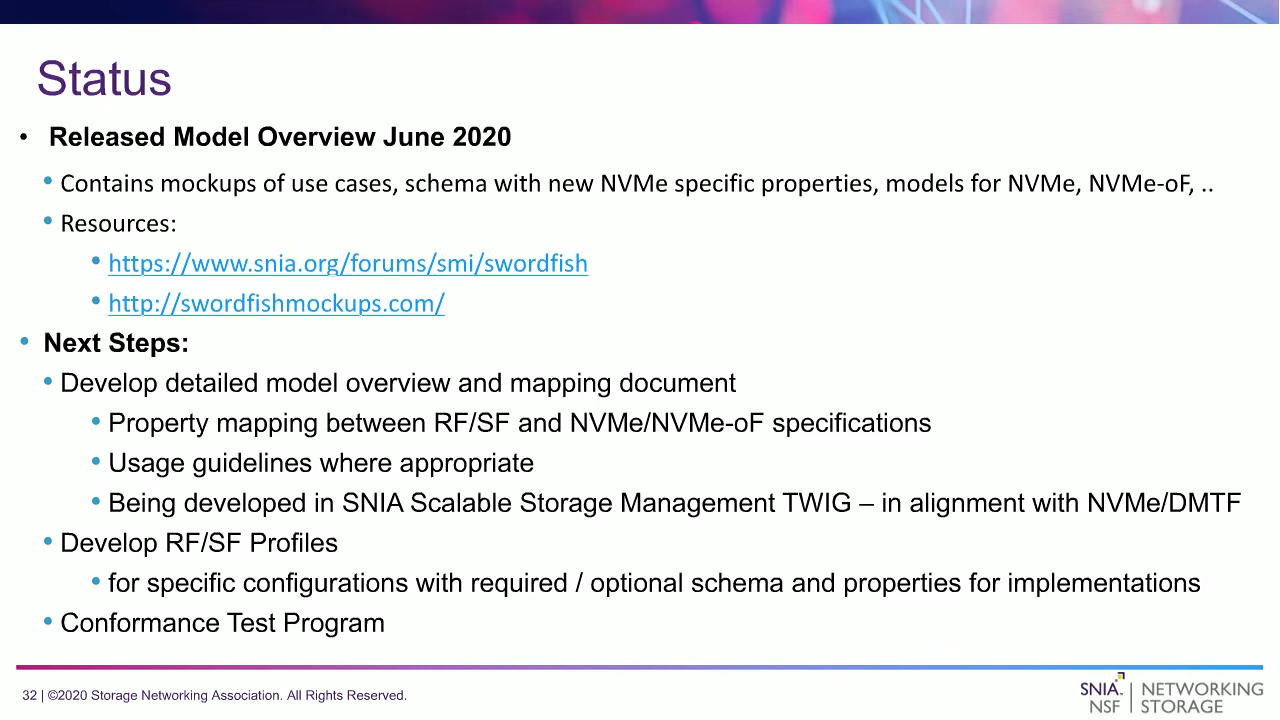 Status
• Released Model Overview June 2020
• Contains mockups of use cases, schema with new NVMe specific properties, models for NVMe, NVMe-oF, ..
• Resources:
• https://www.snia.org/forums/smi/swordfish
• http://swordfishmockups.com/
• Next Steps:
• Develop detailed model overview and mapping document
• Property mapping between RF/SF and NVMe/NVMe-oF specifications
• Usage guidelines where appropriate
• Being developed in SNIA Scalable Storage Management TWIG – in alignment with NVMe/DMTF
• Develop RF/SF Profiles
• for specific configurations with required / optional schema and properties for implementations
• Conformance Test Program
32 | ©2020 Storage Networking Association. All Rights Reserved.
SNIA. | NETWORKING
NSF | STORAGE